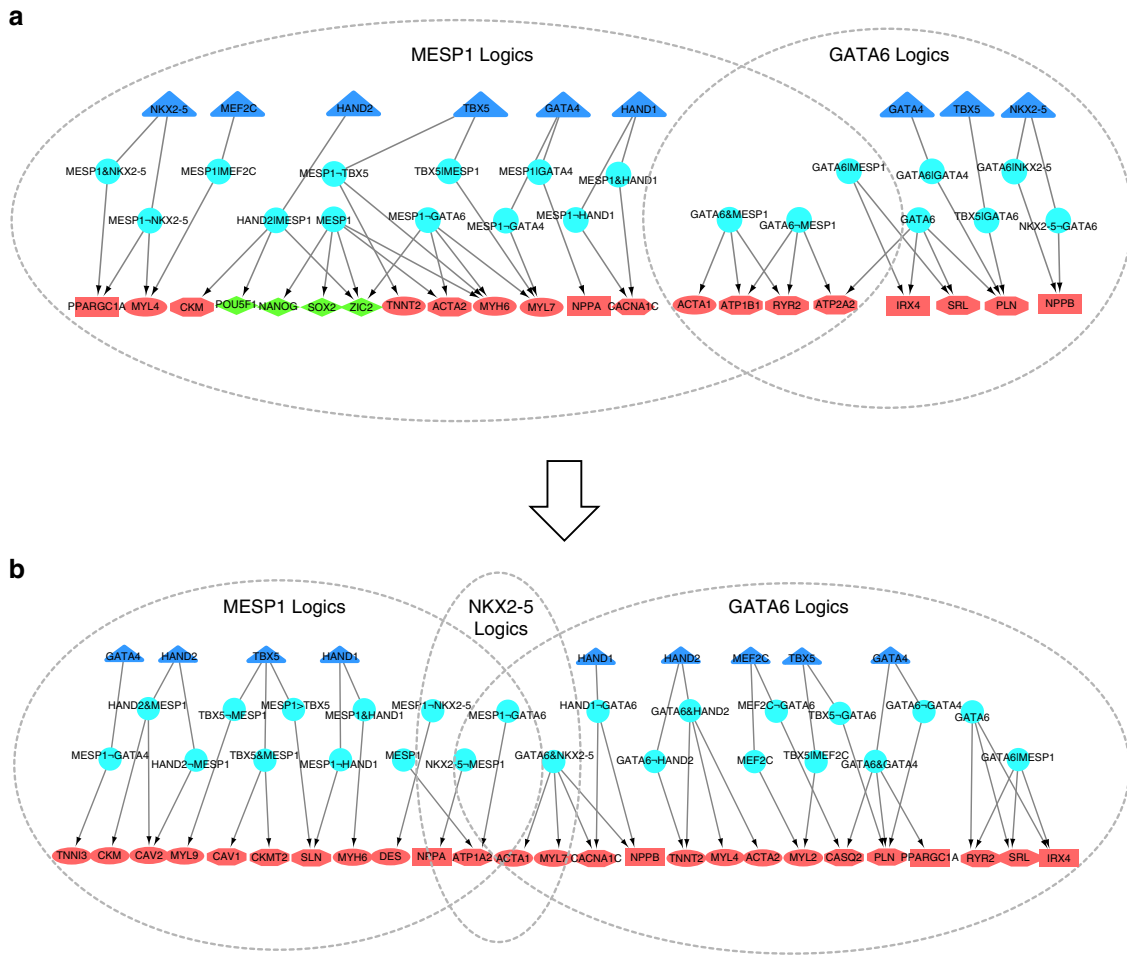 a
MESP1 Logics
GATA6 Logics
NKX2-5
MEF2C
HAND2
TBX5
GATA4
HAND1
GATA4
TBX5
NKX2-5
MESP1&NKX2-5
MESP1|MEF2C
MESP1¬TBX5
TBX5|MESP1
MESP1|GATA4
MESP1&HAND1
GATA6|MESP1
GATA6|GATA4
GATA6|NKX2-5
MESP1¬NKX2-5
HAND2|MESP1
MESP1
MESP1¬GATA6
MESP1¬GATA4
MESP1¬HAND1
GATA6&MESP1
GATA6¬MESP1
GATA6
TBX5|GATA6
NKX2-5¬GATA6
PPARGC1A
MYL4
CKM
POU5F1
NANOG
SOX2
ZIC2
TNNT2
ACTA2
MYH6
MYL7
NPPA
CACNA1C
ACTA1
ATP1B1
RYR2
ATP2A2
IRX4
SRL
PLN
NPPB
b
MESP1 Logics
NKX2-5
Logics
GATA6 Logics
GATA4
HAND2
TBX5
HAND1
HAND1
HAND2
MEF2C
TBX5
GATA4
HAND2&MESP1
TBX5¬MESP1
MESP1>TBX5
MESP1&HAND1
MESP1¬NKX2-5
MESP1¬GATA6
HAND1¬GATA6
GATA6&HAND2
MEF2C¬GATA6
TBX5¬GATA6
GATA6¬GATA4
GATA6
MESP1¬GATA4
HAND2¬MESP1
TBX5&MESP1
MESP1¬HAND1
MESP1
NKX2-5¬MESP1
GATA6&NKX2-5
GATA6¬HAND2
MEF2C
TBX5|MEF2C
GATA6&GATA4
GATA6|MESP1
TNNI3
CKM
CAV2
MYL9
CAV1
CKMT2
SLN
MYH6
DES
NPPA
ATP1A2
ACTA1
MYL7
CACNA1C
NPPB
TNNT2
MYL4
ACTA2
MYL2
CASQ2
PLN
PPARGC1A
RYR2
SRL
IRX4